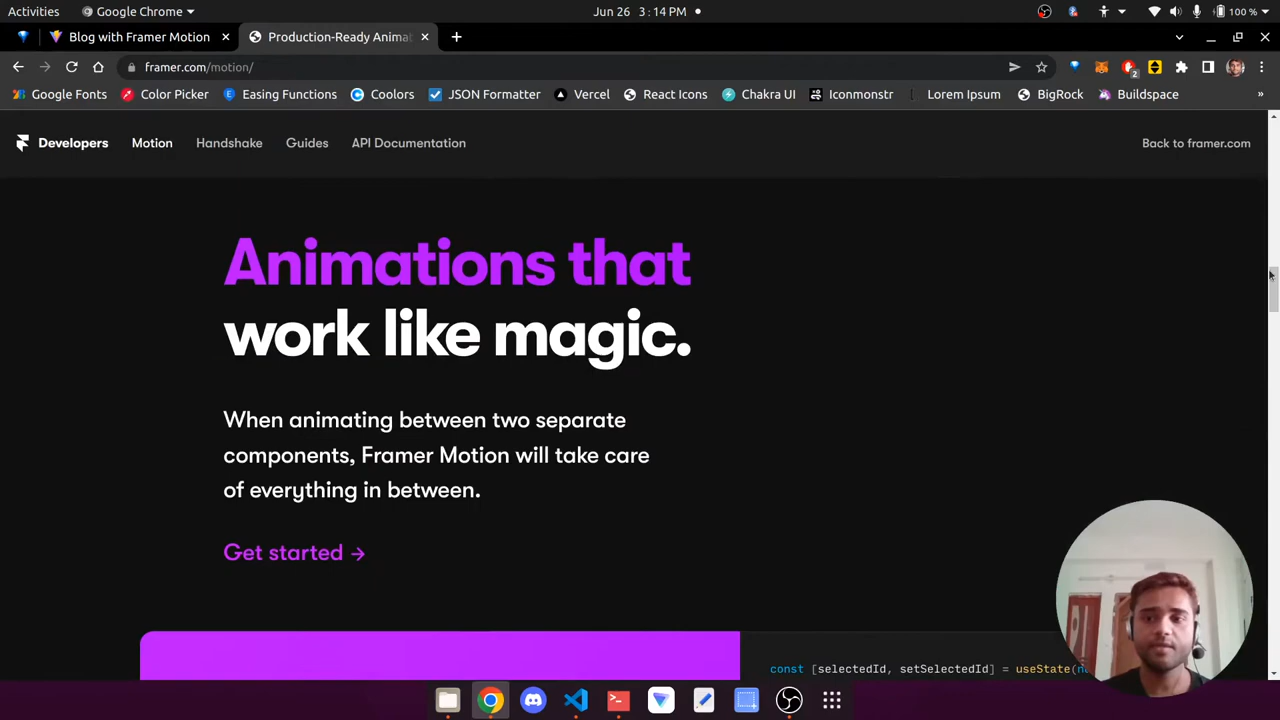 Activities
Google Chrome
Jun 26 3:14 PM
100 %
Blog with Framer Motion
Production-Ready Animat
framer.com/motion/
2
Google Fonts
Color Picker
Easing Functions
Coolors
JSON Formatter
Vercel
React Icons
Chakra UI
Iconmonstr
Lorem Ipsum
BigRock
Buildspace
»
Developers
Motion
Handshake
Guides
API Documentation
Back to framer.com
Animations that
work like magic.
When animating between two separate
components, Framer Motion will take care
of everything in between.
Get started →
const [selectedId, setSelectedId] = useState(